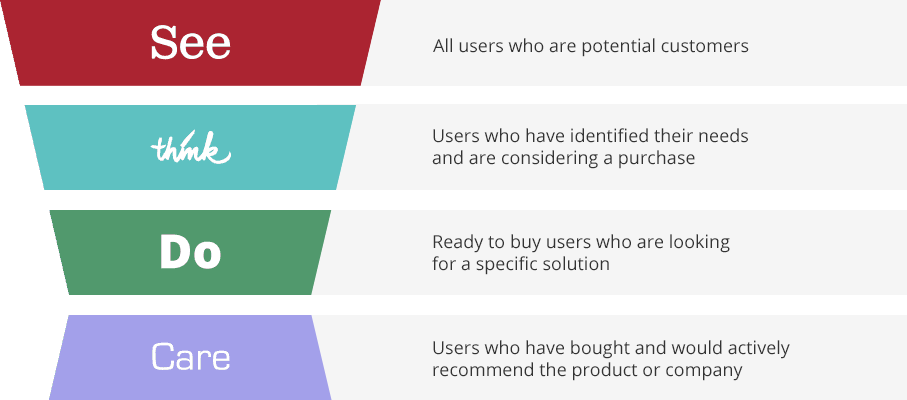 See
All users who are potential customers
think
Users who have identified their needs
and are considering a purchase
Do
Ready to buy users who are looking
for a specific solution
Care
Users who have bought and would actively
recommend the product or company